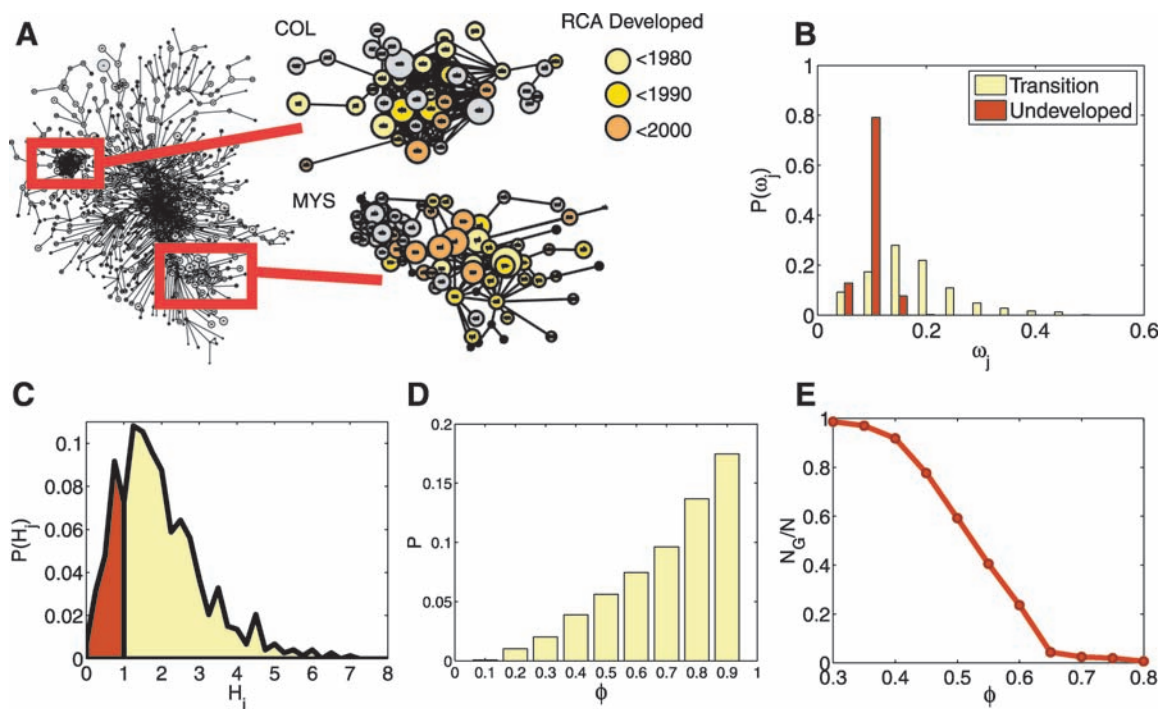 A
COL
RCA Developed
<1980
<1990
<2000
MYS
B
Transition
Undeveloped
P(ωj)
1
0.8
0.6
0.4
0.2
0
0 0.2 0.4 0.6
ωj
C
P(Hj)
0.1
0.08
0.06
0.04
0.02
0
0 1 2 3 4 5 6 7 8
Hj
D
P
0.2
0.15
0.10
0.05
0
0.1 0.2 0.3 0.4 0.5 0.6 0.7 0.8 0.9 1
ϕ
E
NG/N
1
0.8
0.6
0.4
0.2
0
0.3 0.4 0.5 0.6 0.7 0.8
ϕ